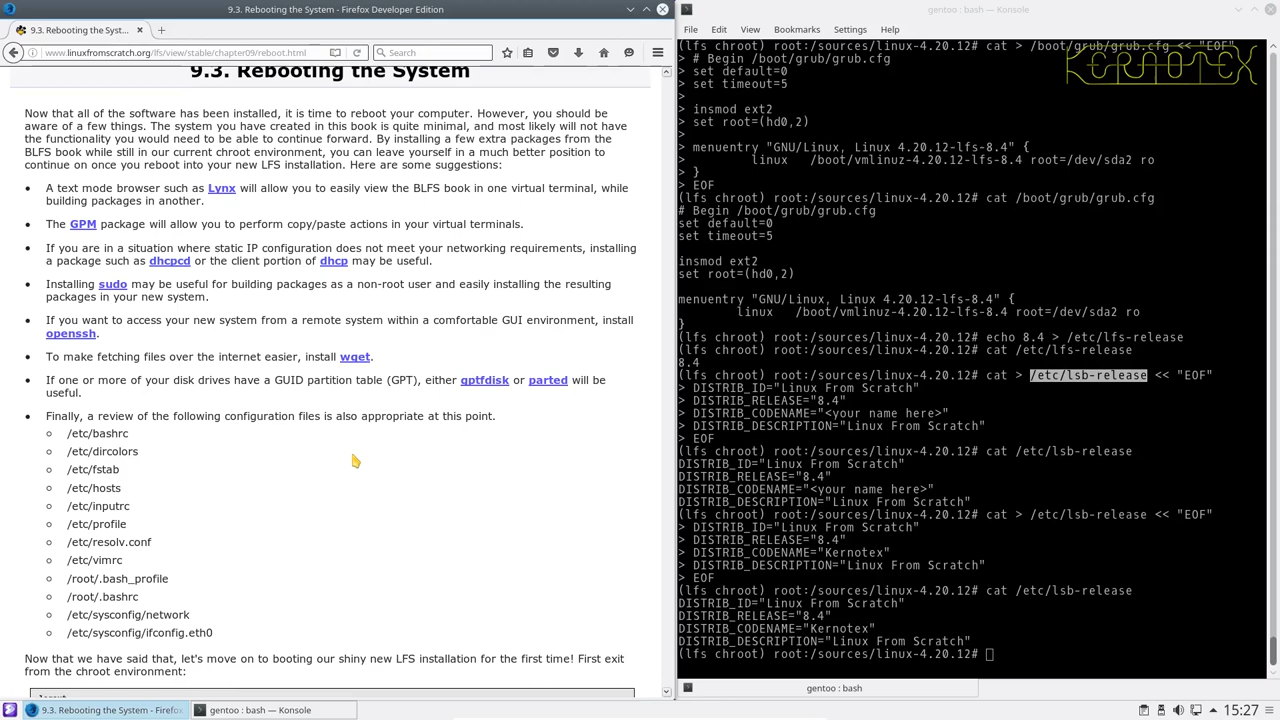 9.3. Rebooting the System - Firefox Developer Edition
9.3. Rebooting the Syst...
www.linuxfromscratch.org/lfs/view/stable/chapter09/reboot.html
Search
9.3. Rebooting the System
Now that all of the software has been installed, it is time to reboot your computer. However, you should be
aware of a few things. The system you have created in this book is quite minimal, and most likely will not have
the functionality you would need to be able to continue forward. By installing a few extra packages from the
BLFS book while still in our current chroot environment, you can leave yourself in a much better position to
continue on once you reboot into your new LFS installation. Here are some suggestions:
• A text mode browser such as Lynx will allow you to easily view the BLFS book in one virtual terminal, while
building packages in another.
• The GPM package will allow you to perform copy/paste actions in your virtual terminals.
• If you are in a situation where static IP configuration does not meet your networking requirements, installing
a package such as dhcpcd or the client portion of dhcp may be useful.
• Installing sudo may be useful for building packages as a non-root user and easily installing the resulting
packages in your new system.
• If you want to access your new system from a remote system within a comfortable GUI environment, install
openssh.
• To make fetching files over the internet easier, install wget.
• If one or more of your disk drives have a GUID partition table (GPT), either gptfdisk or parted will be
useful.
• Finally, a review of the following configuration files is also appropriate at this point.
/etc/bashrc
/etc/dircolors
/etc/fstab
/etc/hosts
/etc/inputrc
/etc/profile
/etc/resolv.conf
/etc/vimrc
/root/.bash_profile
/root/.bashrc
/etc/sysconfig/network
/etc/sysconfig/ifconfig.eth0
Now that we have said that, let's move on to booting our shiny new LFS installation for the first time! First exit
from the chroot environment:
logout
gentoo : bash — Konsole
File Edit View Bookmarks Settings Help
KERNOTEX
(lfs chroot) root:/sources/linux-4.20.12# cat > /boot/grub/grub.cfg << "EOF"
> # Begin /boot/grub/grub.cfg
> set default=0
> set timeout=5
>
> insmod ext2
> set root=(hd0,2)
>
> menuentry "GNU/Linux, Linux 4.20.12-lfs-8.4" {
>         linux   /boot/vmlinuz-4.20.12-lfs-8.4 root=/dev/sda2 ro
> }
> EOF
(lfs chroot) root:/sources/linux-4.20.12# cat /boot/grub/grub.cfg
# Begin /boot/grub/grub.cfg
set default=0
set timeout=5
insmod ext2
set root=(hd0,2)
menuentry "GNU/Linux, Linux 4.20.12-lfs-8.4" {
        linux   /boot/vmlinuz-4.20.12-lfs-8.4 root=/dev/sda2 ro
}
(lfs chroot) root:/sources/linux-4.20.12# echo 8.4 > /etc/lfs-release
(lfs chroot) root:/sources/linux-4.20.12# cat /etc/lfs-release
8.4
(lfs chroot) root:/sources/linux-4.20.12# cat > /etc/lsb-release << "EOF"
> DISTRIB_ID="Linux From Scratch"
> DISTRIB_RELEASE="8.4"
> DISTRIB_CODENAME="<your name here>"
> DISTRIB_DESCRIPTION="Linux From Scratch"
> EOF
(lfs chroot) root:/sources/linux-4.20.12# cat /etc/lsb-release
DISTRIB_ID="Linux From Scratch"
DISTRIB_RELEASE="8.4"
DISTRIB_CODENAME="<your name here>"
DISTRIB_DESCRIPTION="Linux From Scratch"
(lfs chroot) root:/sources/linux-4.20.12# cat > /etc/lsb-release << "EOF"
> DISTRIB_ID="Linux From Scratch"
> DISTRIB_RELEASE="8.4"
> DISTRIB_CODENAME="Kernotex"
> DISTRIB_DESCRIPTION="Linux From Scratch"
> EOF
(lfs chroot) root:/sources/linux-4.20.12# cat /etc/lsb-release
DISTRIB_ID="Linux From Scratch"
DISTRIB_RELEASE="8.4"
DISTRIB_CODENAME="Kernotex"
DISTRIB_DESCRIPTION="Linux From Scratch"
(lfs chroot) root:/sources/linux-4.20.12#
gentoo : bash
9.3. Rebooting the System - Firefo
gentoo : bash — Konsole
15:27